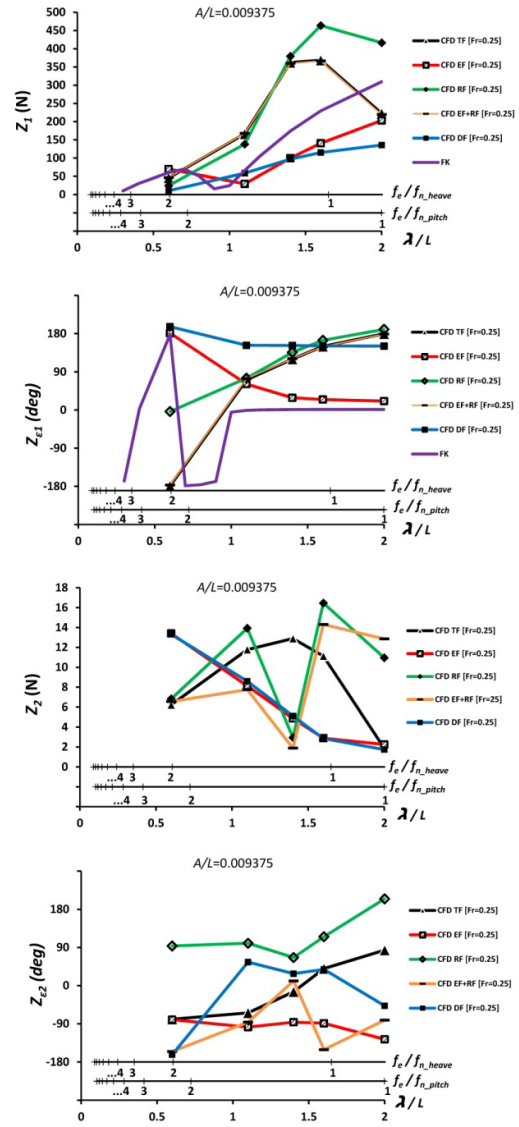 A/L=0.009375
Z1 (N)
500
450
400
350
300
250
200
150
100
50
0
CFD TF [Fr=0.25]
CFD EF [Fr=0.25]
CFD RF [Fr=0.25]
CFD EF+RF [Fr=0.25]
CFD DF [Fr=0.25]
FK
...4 3 2 1 fe/fn_heave
...4 3 2 1 fe/fn_pitch
0 0.5 1 1.5 2
λ/L
A/L=0.009375
Zε1 (deg)
180
90
0
-90
-180
CFD TF [Fr=0.25]
CFD EF [Fr=0.25]
CFD RF [Fr=0.25]
CFD EF+RF [Fr=0.25]
CFD DF [Fr=0.25]
FK
...4 3 2 1 fe/fn_heave
...4 3 2 1 fe/fn_pitch
0 0.5 1 1.5 2
λ/L
A/L=0.009375
Z2 (N)
18
16
14
12
10
8
6
4
2
0
CFD TF [Fr=0.25]
CFD EF [Fr=0.25]
CFD RF [Fr=0.25]
CFD EF+RF [Fr=25]
CFD DF [Fr=0.25]
...4 3 2 1 fe/fn_heave
...4 3 2 1 fe/fn_pitch
0 0.5 1 1.5 2
λ/L
A/L=0.009375
Zε2 (deg)
180
90
0
-90
-180
CFD TF [Fr=0.25]
CFD EF [Fr=0.25]
CFD RF [Fr=0.25]
CFD EF+RF [Fr=0.25]
CFD DF [Fr=0.25]
...4 3 2 1 fe/fn_heave
...4 3 2 1 fe/fn_pitch
0 0.5 1 1.5 2
λ/L